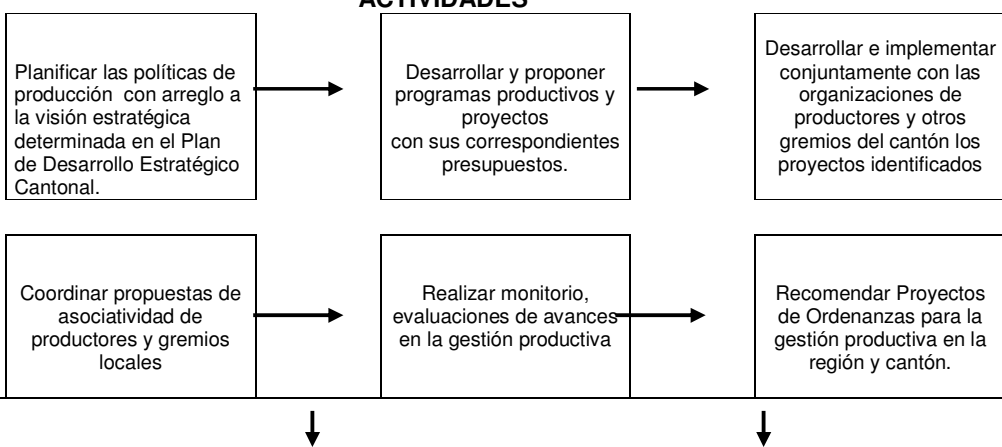 ACTIVIDADES
Planificar las políticas de
producción con arreglo a
la visión estratégica
determinada en el Plan
de Desarrollo Estratégico
Cantonal.
Desarrollar y proponer
programas productivos y
proyectos
con sus correspondientes
presupuestos.
Desarrollar e implementar
conjuntamente con las
organizaciones de
productores y otros
gremios del cantón los
proyectos identificados
Coordinar propuestas de
asociatividad de
productores y gremios
locales
Realizar monitorio,
evaluaciones de avances
en la gestión productiva
Recomendar Proyectos
de Ordenanzas para la
gestión productiva en la
región y cantón.